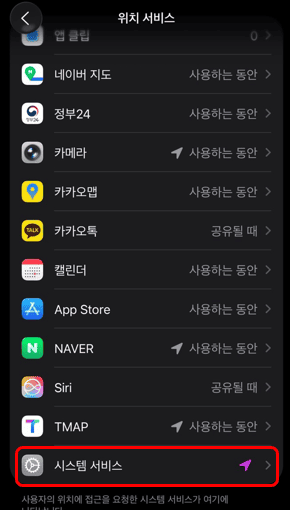 위치 서비스
앱 클립 0
네이버 지도 사용하는 동안
정부24 사용하는 동안
카메라 사용하는 동안
카카오맵 사용하는 동안
카카오톡 공유될 때
캘린더 사용하는 동안
App Store 사용하는 동안
NAVER 사용하는 동안
Siri 공유될 때
TMAP 사용하는 동안
시스템 서비스
사용자의 위치에 접근을 요청한 시스템 서비스가 여기에